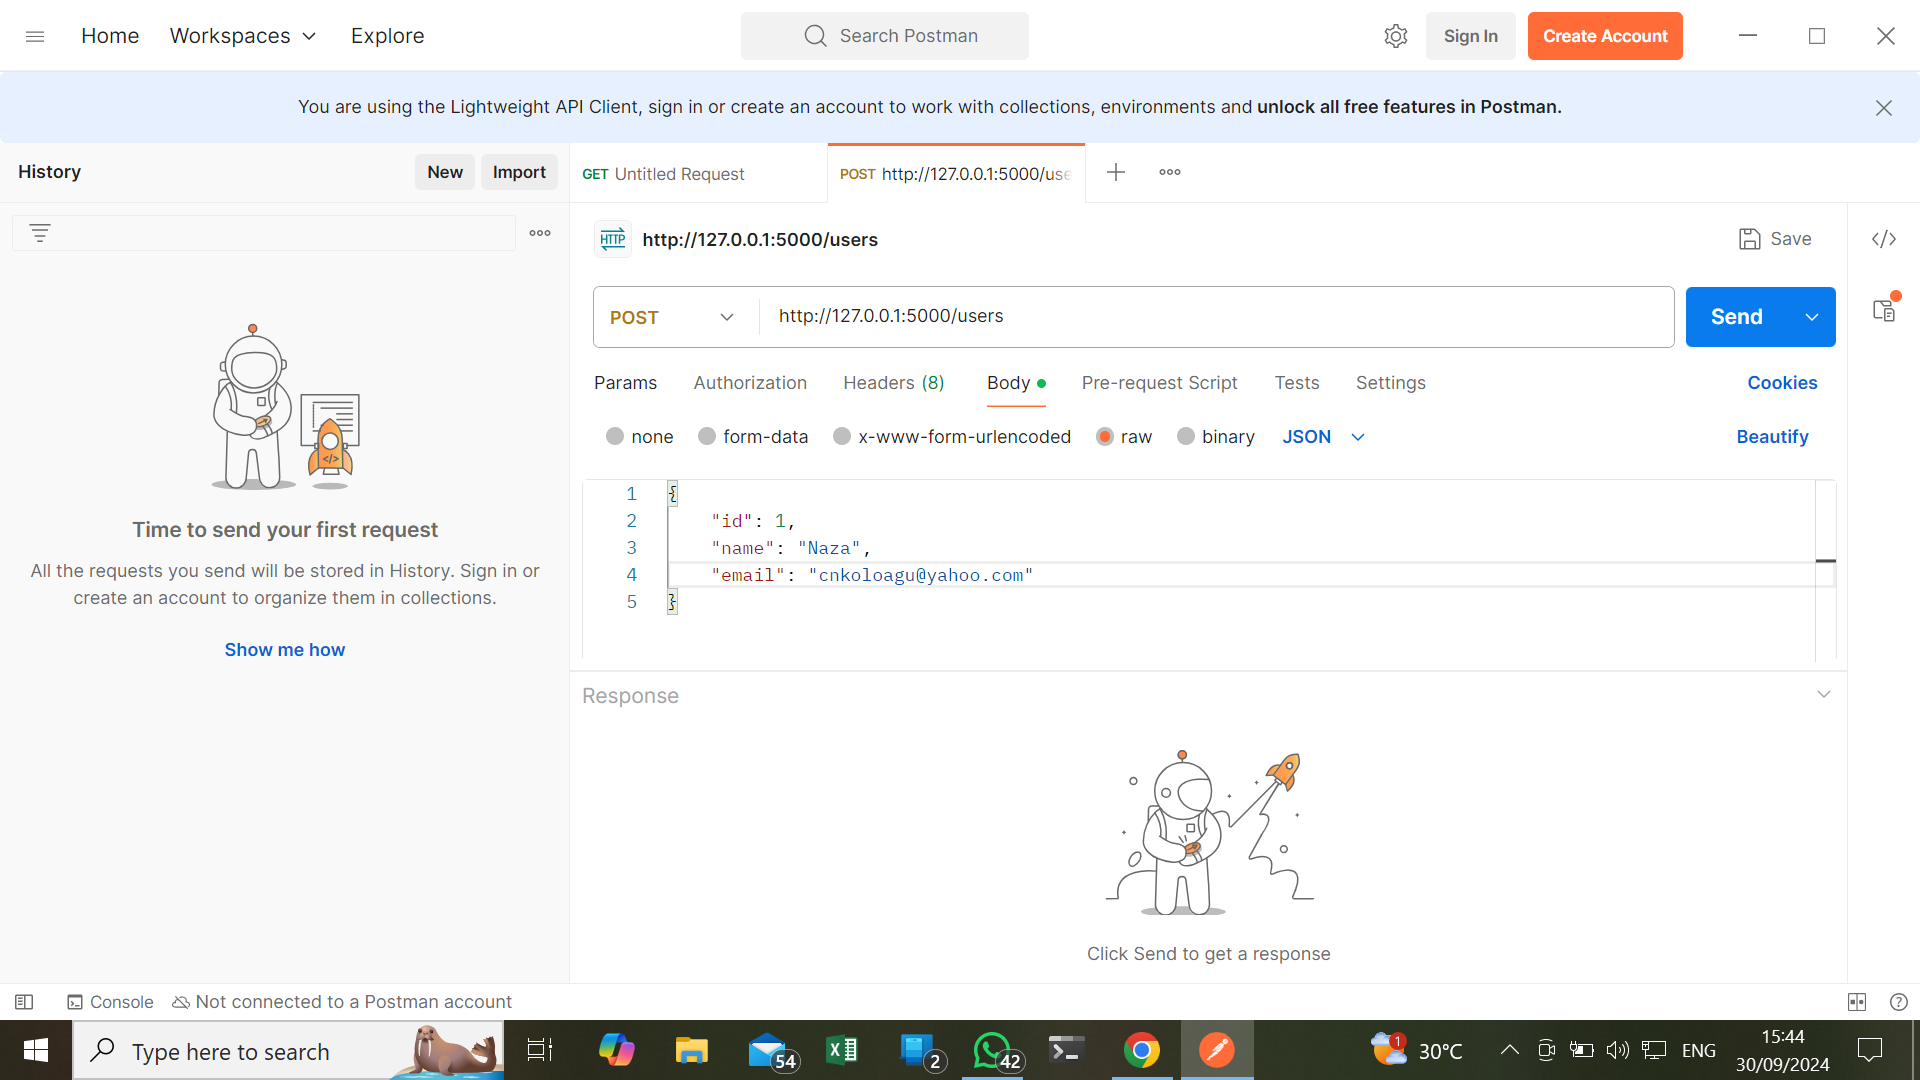 Home Workspaces Explore
Search Postman
Sign In
Create Account
You are using the Lightweight API Client, sign in or create an account to work with collections, environments and unlock all free features in Postman.
History
New
Import
GET Untitled Request
POST http://127.0.0.1:5000/use
HTTP http://127.0.0.1:5000/users
Save
</>
POST
http://127.0.0.1:5000/users
Send
Params Authorization Headers (8) Body Pre-request Script Tests Settings
Cookies
none form-data x-www-form-urlencoded raw binary JSON
Beautify
1 {
2 "id": 1,
3 "name": "Naza",
4 "email": "cnkoloagu@yahoo.com"
5 }
</>
Time to send your first request
All the requests you send will be stored in History. Sign in or
create an account to organize them in collections.
Show me how
Response
Click Send to get a response
Console
Not connected to a Postman account
Type here to search
54
2
42
1
30°C
ENG
15:44
30/09/2024